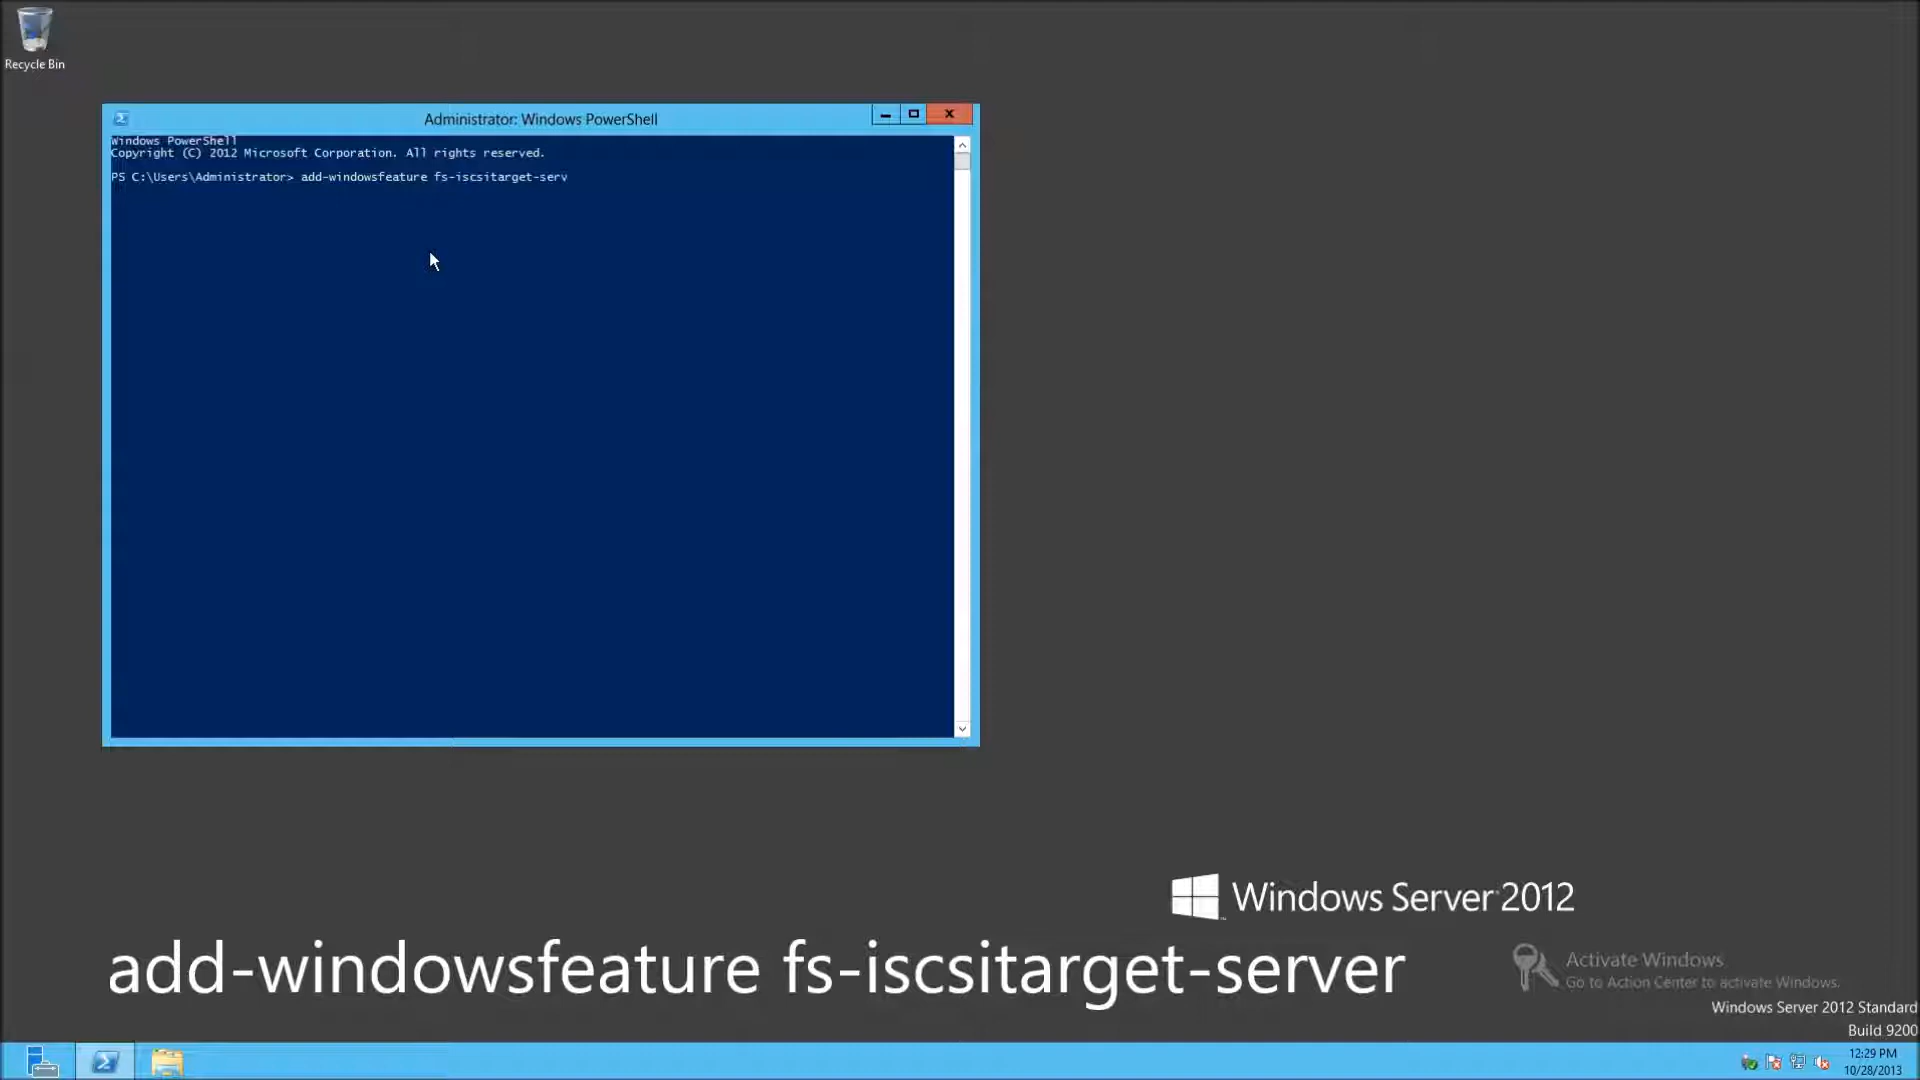 Recycle Bin
Administrator: Windows PowerShell
Windows PowerShell
Copyright (C) 2012 Microsoft Corporation. All rights reserved.
PS C:\Users\Administrator> add-windowsfeature fs-iscsitarget-serv
Windows Server 2012
add-windowsfeature fs-iscsitarget-server
Activate Windows
Go to Action Center to activate Windows.
Windows Server 2012 Standard
Build 9200
12:29 PM
10/28/2013